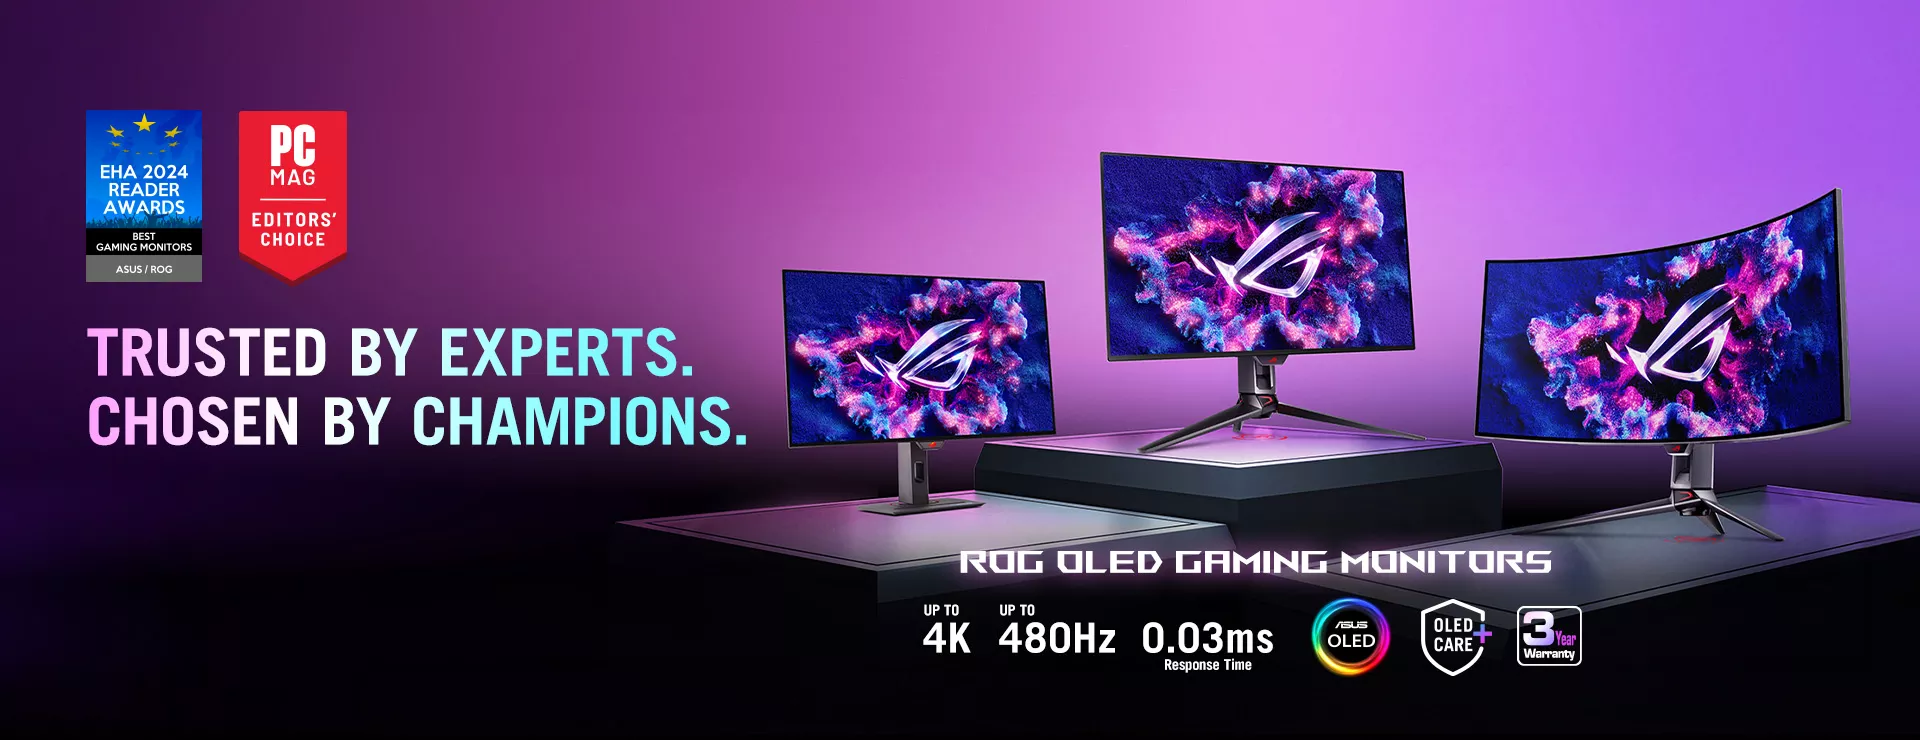 EHA 2024
READER
AWARDS
BEST
GAMING MONITORS
ASUS / ROG
PC
MAG
EDITORS'
CHOICE
TRUSTED BY EXPERTS.
CHOSEN BY CHAMPIONS.
ROG OLED GAMING MONITORS
UP TO
4K
UP TO
480Hz
0.03ms
Response Time
ASUS
OLED
OLED
CARE+
3 Year
Warranty